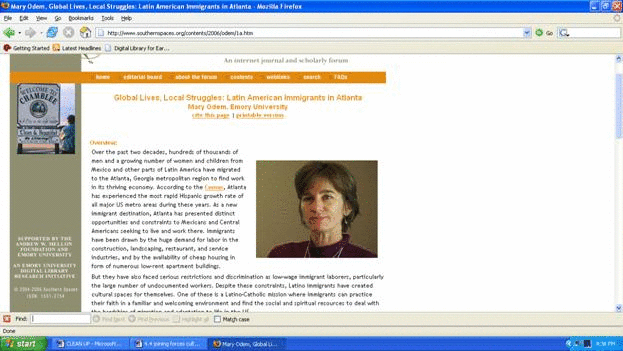 Mary Odem, Global Lives, Local Struggles: Latin American Immigrants in Atlanta - Mozilla Firefox
File Edit View Go Bookmarks Tools Help
http://www.southernspaces.org/contents/2006/odem/1a.htm
Go
Getting Started Latest Headlines Digital Library for Ear...
An internet journal and scholarly forum
home editorial board about the forum contents weblinks search FAQs
WELCOME TO
CHAMBLEE
Global Lives, Local Struggles: Latin American Immigrants in Atlanta
Mary Odem, Emory University
cite this page | printable version
Overview:
Over the past two decades, hundreds of thousands of
men and a growing number of women and children from
Mexico and other parts of Latin America have migrated
to the Atlanta, Georgia metropolitan region to find work
in its thriving economy. According to the Census, Atlanta
has experienced the most rapid Hispanic growth rate of
all major US metro areas during these years. As a new
immigrant destination, Atlanta has presented distinct
opportunities and constraints to Mexicans and Central
Americans seeking to live and work there. Immigrants
have been drawn by the huge demand for labor in the
construction, landscaping, restaurant, and service
industries, and by the availability of cheap housing in
form of numerous low-rent apartment buildings.
But they have also faced serious restrictions and discrimination as low-wage immigrant laborers, particularly
the large number of undocumented workers. Despite these constraints, Latino immigrants have created
cultural spaces for themselves. One of these is a Latino-Catholic mission where immigrants can practice
their faith in a familiar and welcoming environment and find the social and spiritual resources to deal with
the hardships of migration and adaptation to life in the US.
SUPPORTED BY THE
ANDREW W. MELLON
FOUNDATION AND
EMORY UNIVERSITY
AN EMORY UNIVERSITY
DIGITAL LIBRARY
RESEARCH INITIATIVE
© 2004-2006 Southern Spaces
ISSN: 1551-2754
Find: Find Next Find Previous Highlight all Match case
Done
start CLEAN UP - Microsof... 4.4 joining forces cult... Mary Odem, Global Li... 4:38 PM